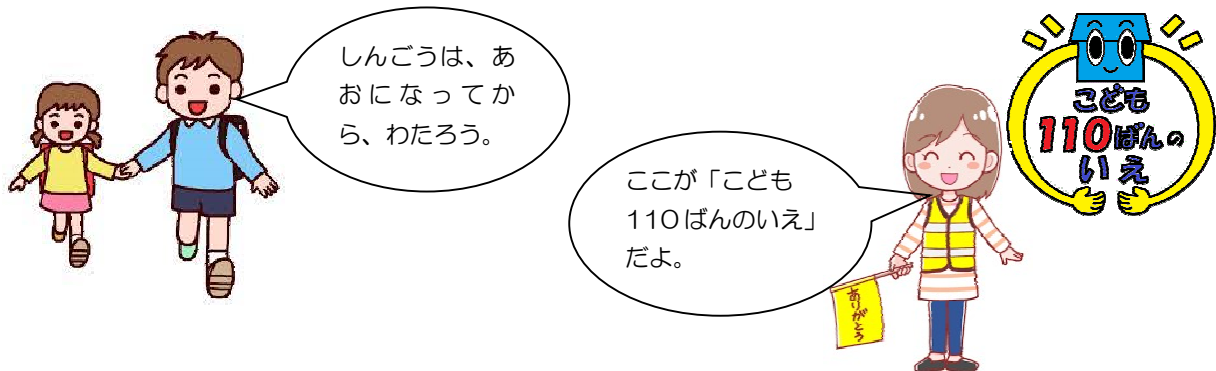 しんごうは、あ
おになってか
ら、わたろう。
ここが「こども
110ばんのいえ」
だよ。
ありがとう
こども
110ばんの
いえ